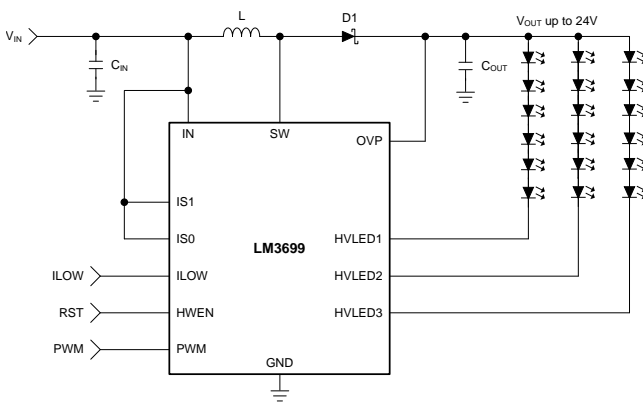 L
D1
VOUT up to 24V
VIN
CIN
COUT
IN
SW
OVP
IS1
IS0
LM3699
HVLED1
ILOW
ILOW
HVLED2
RST
HWEN
HVLED3
PWM
PWM
GND